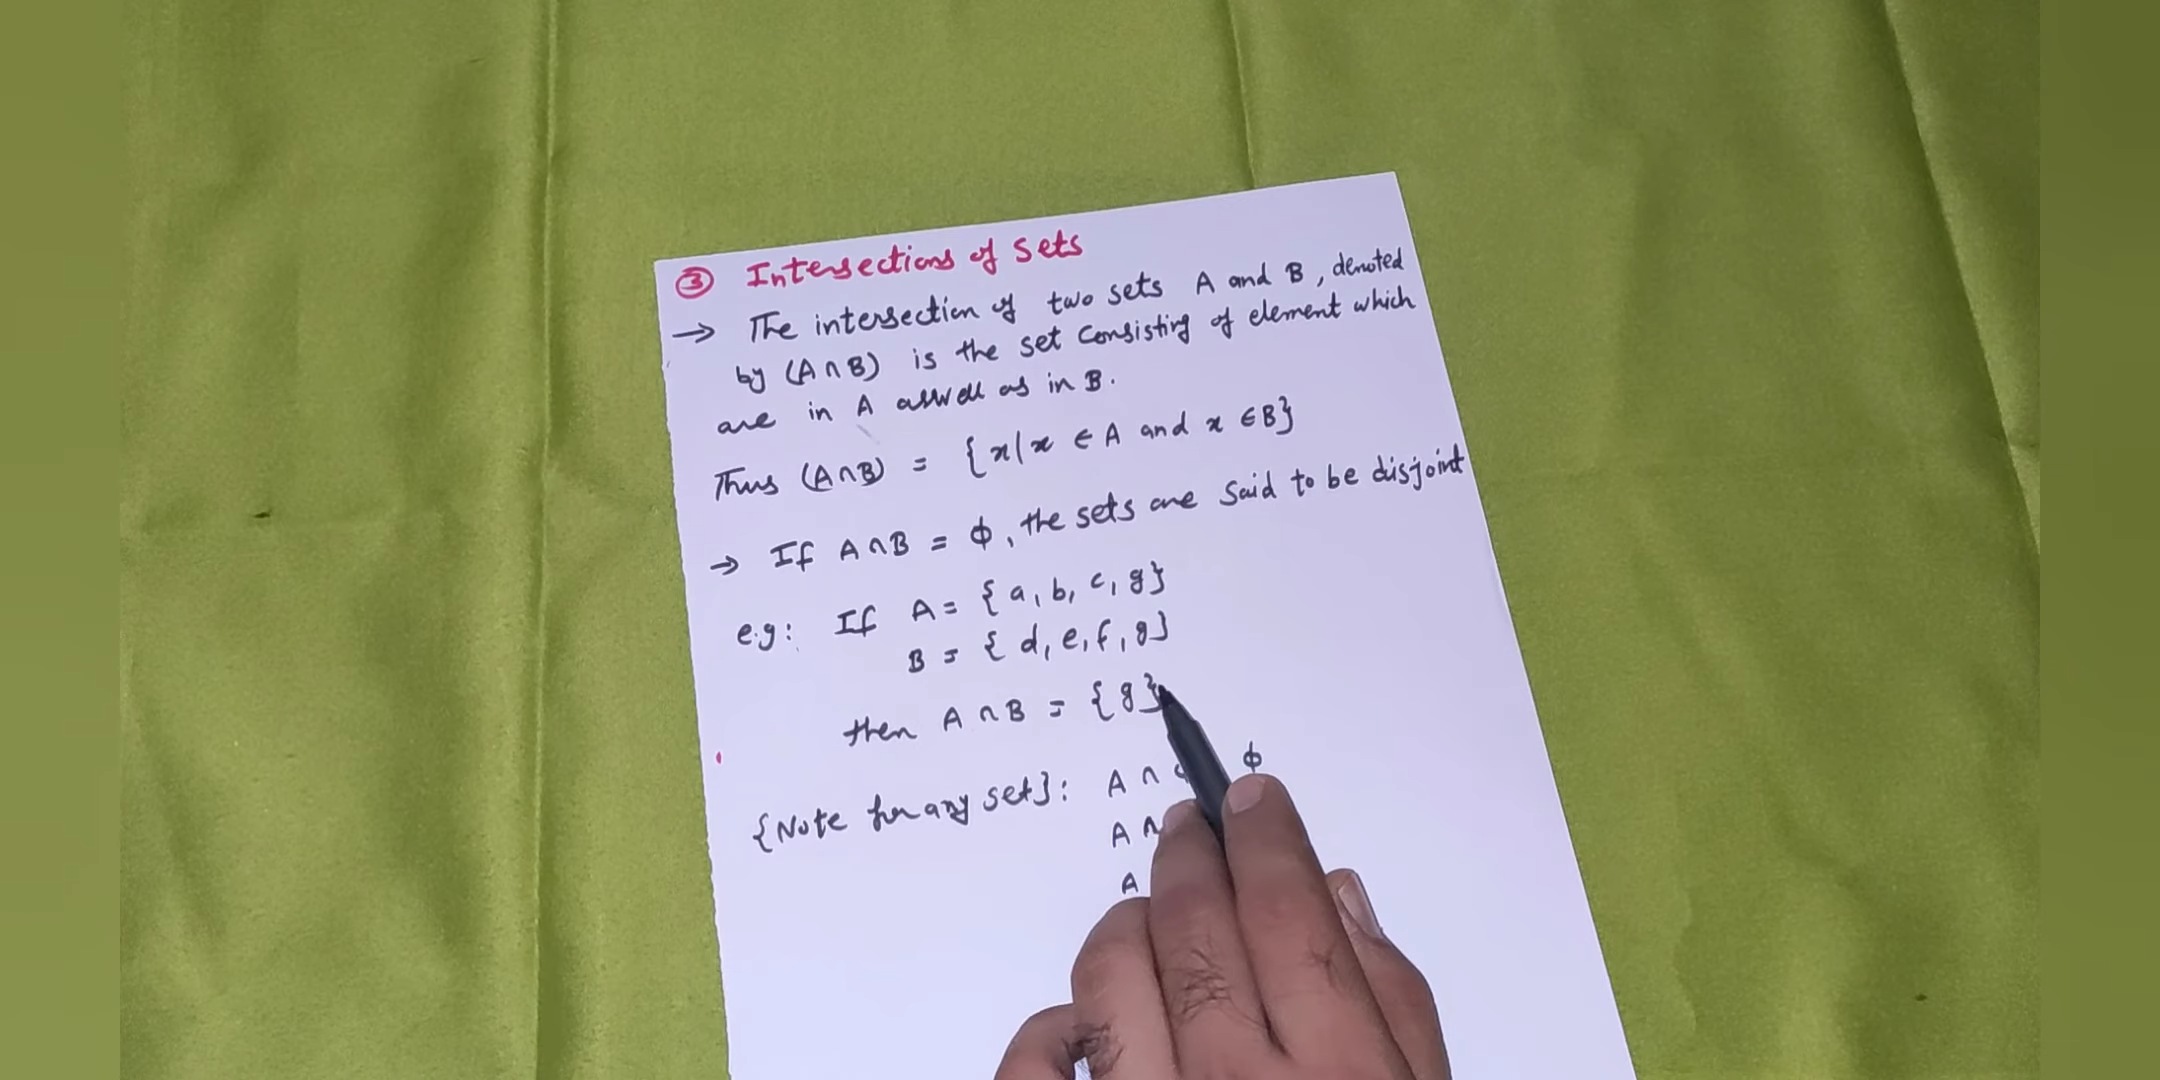 ③ Intersections of Sets
→ The intersection of two sets A and B, denoted
by (A ∩ B) is the set consisting of element which
are in A aswell as in B.
Thus (A∩B) = {x|x ∈ A and x ∈ B}
→ If A ∩ B = ϕ, the sets are said to be disjoint
e.g: If A = {a, b, c, g}
B = {d, e, f, g}
then A ∩ B = {g}
{Note for any set}: A ∩ ϕ
A ∩
A